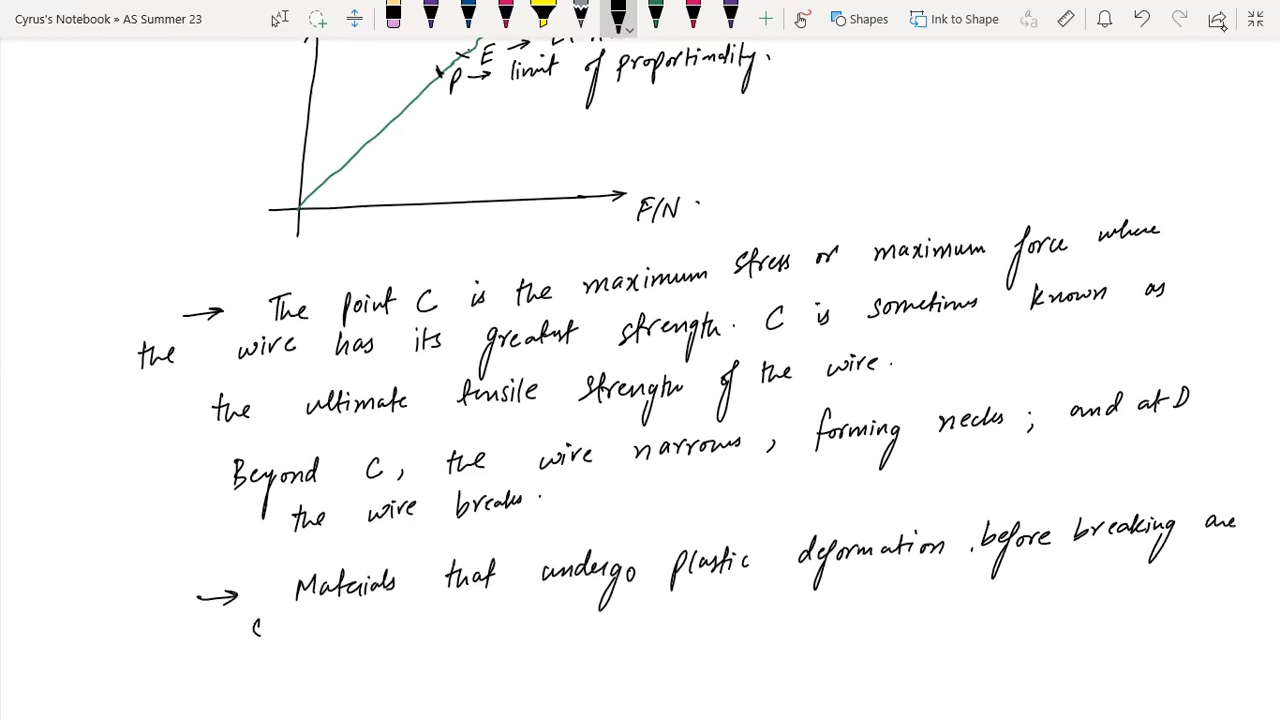 Cyrus's Notebook » AS Summer 23
Shapes
Ink to Shape
E →
P → limit of proportionality.
F/N
→ The point C is the maximum stress or maximum force where
the wire has its greatest strength. C is sometimes known as
the ultimate tensile strength of the wire.
Beyond C, the wire narrows, forming necks; and at D
the wire breaks.
→ Materials that undergo plastic deformation before breaking are